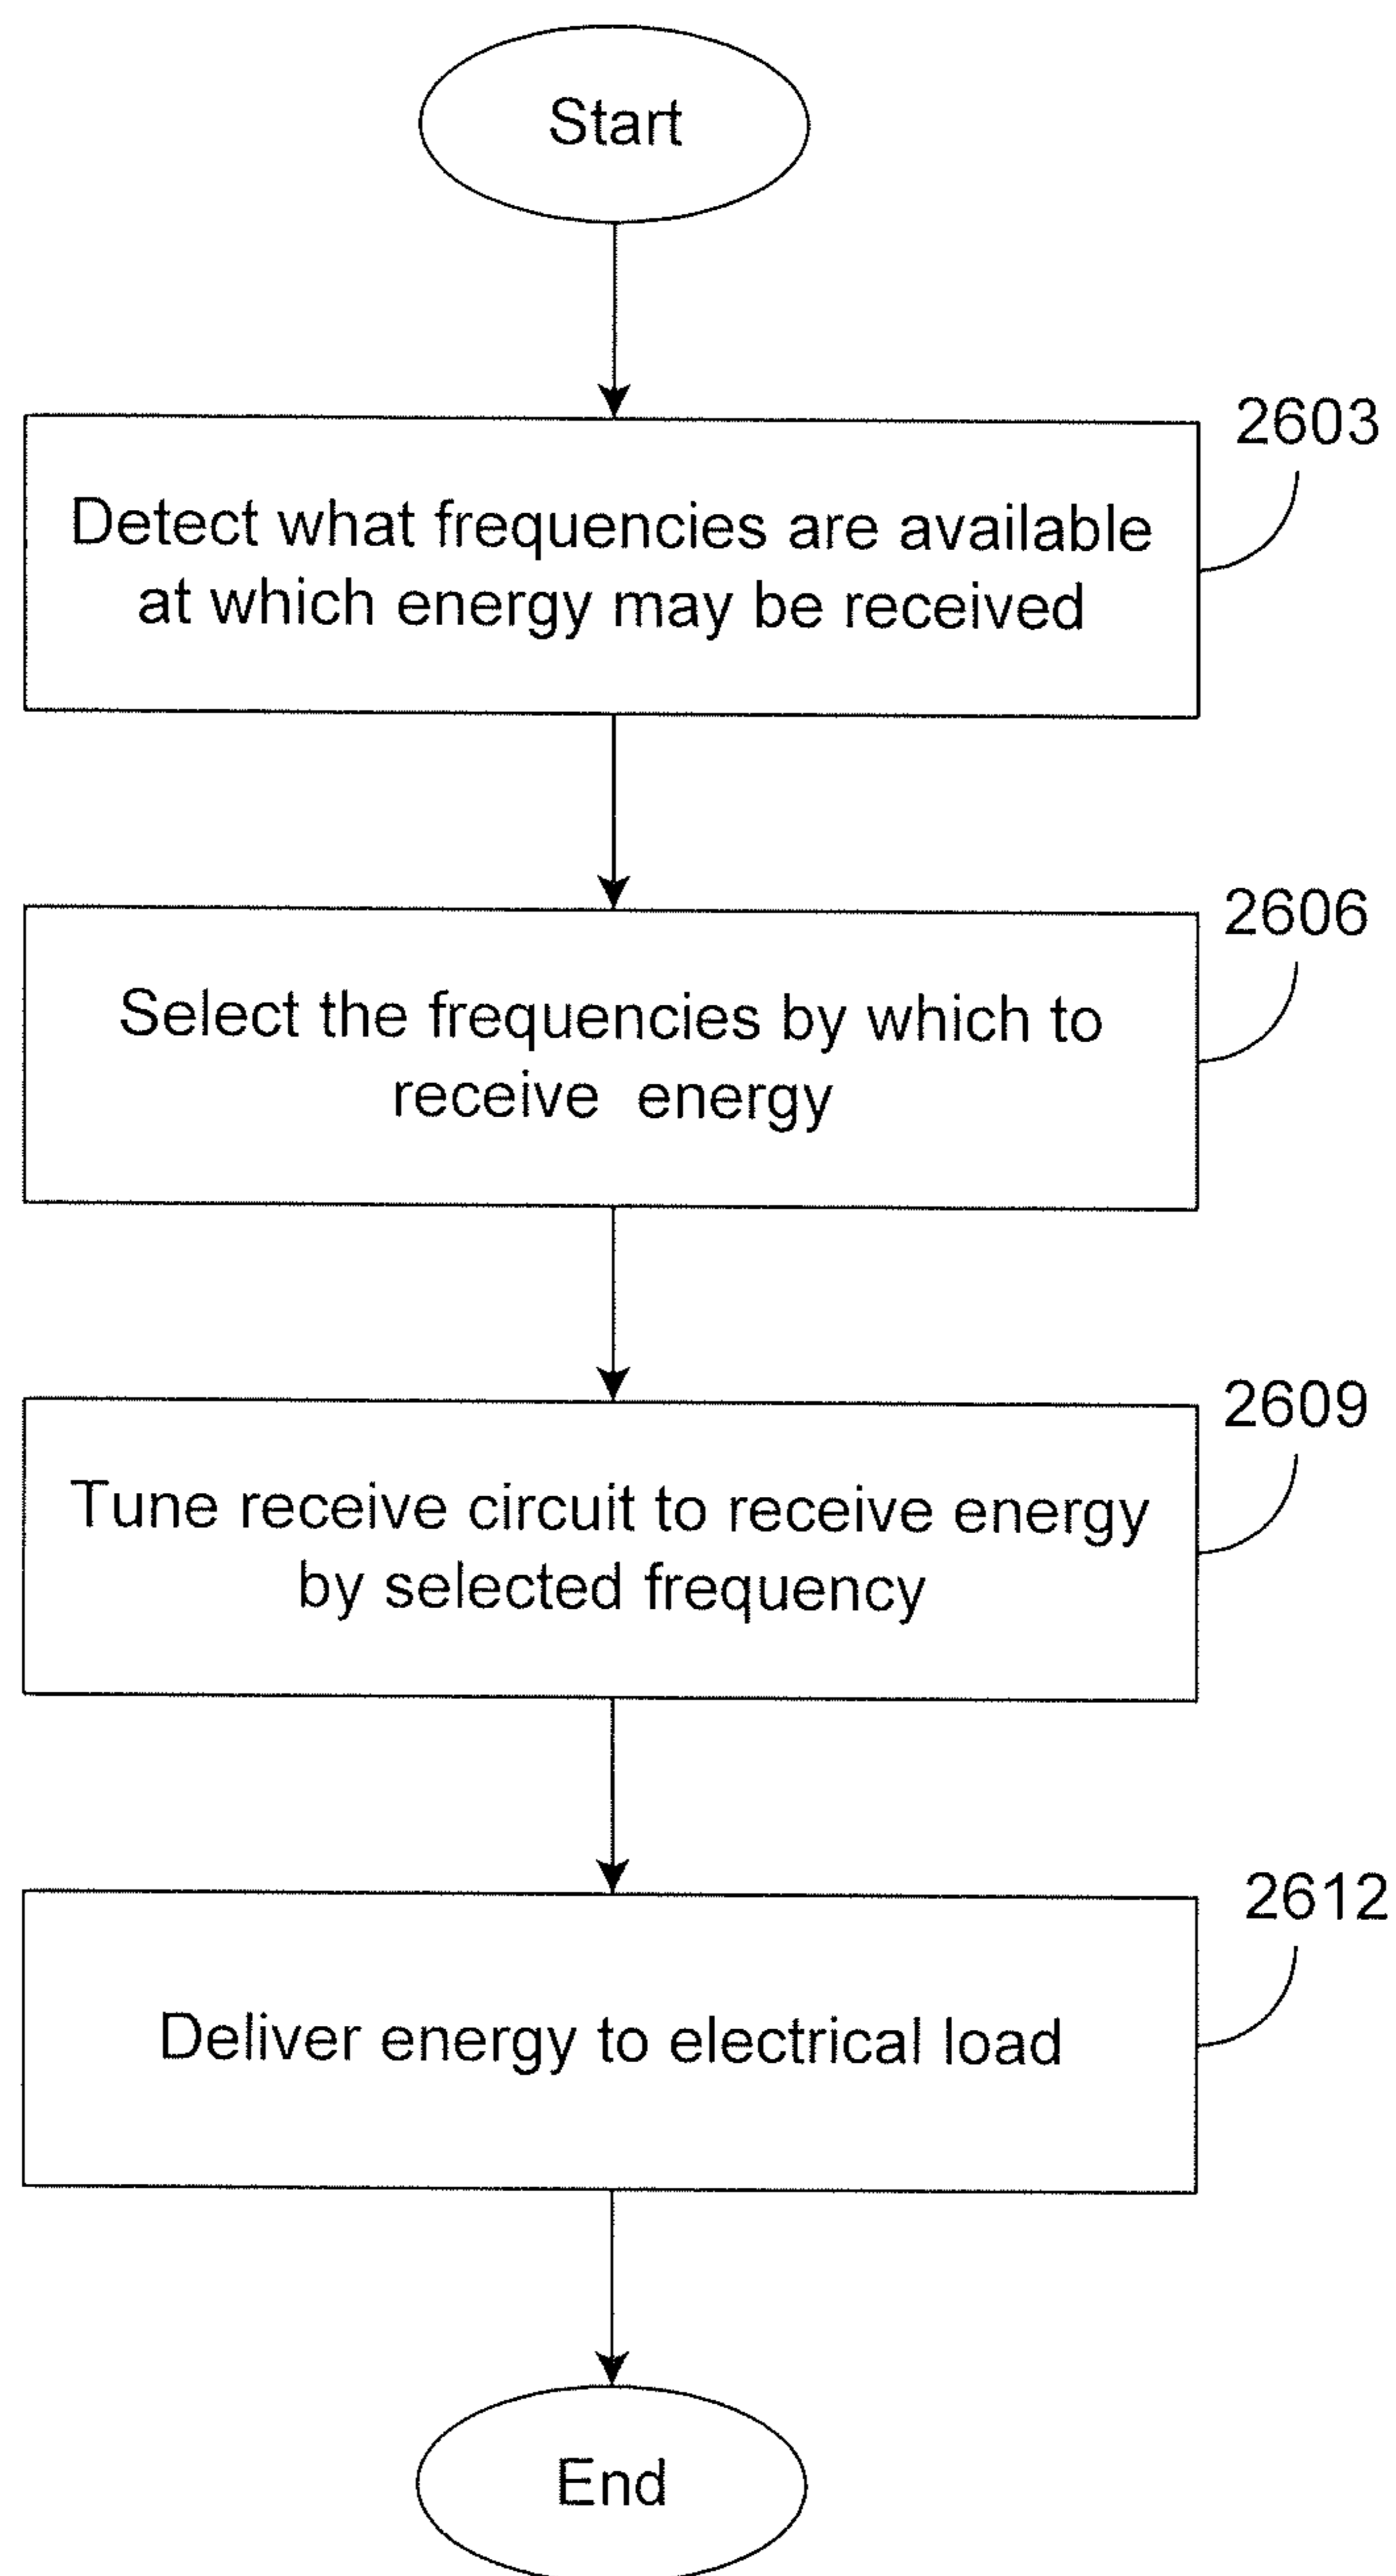 Start
2603
Detect what frequencies are available
at which energy may be received
2606
Select the frequencies by which to
receive energy
2609
Tune receive circuit to receive energy
by selected frequency
2612
Deliver energy to electrical load
End